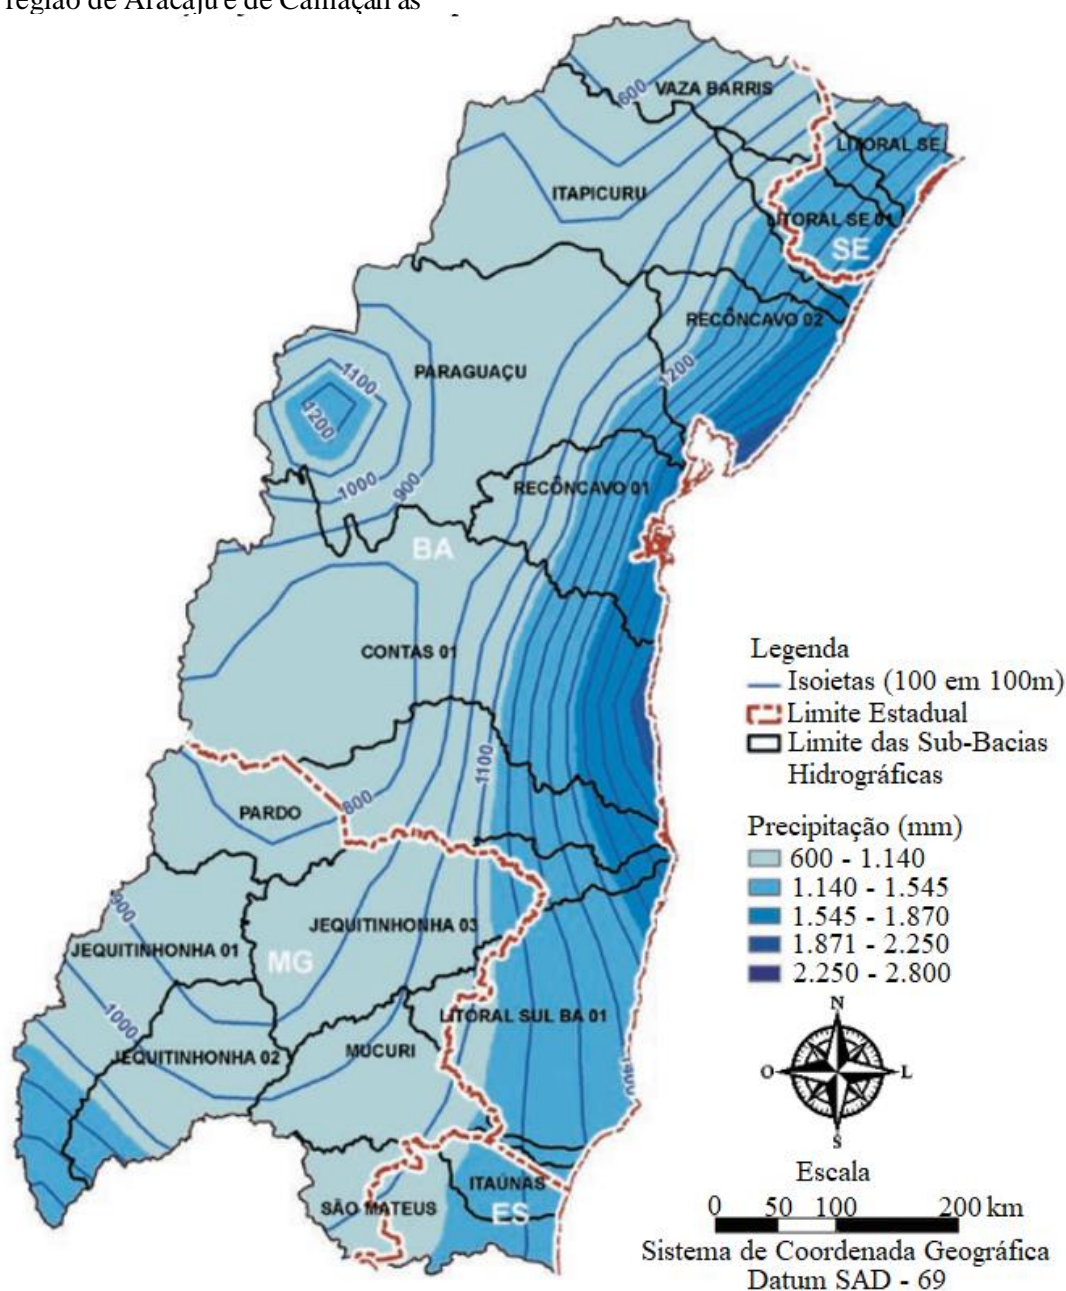 região de Aracaju e de Camaçari as
600
VAZA BARRIS
LITORAL SE
ITAPICURU
LITORAL SE 01
SE
RECÔNCAVO 02
1200
PARAGUAÇU
1100
1200
1000
900
RECÔNCAVO 01
BA
CONTAS 01
1100
PARDO
800
900
JEQUITINHONHA 03
JEQUITINHONHA 01
MG
1000
LITORAL SUL BA 01
MUCURI
JEQUITINHONHA 02
1400
ITAÚNAS
SÃO MATEUS
ES
Legenda
Isoietas (100 em 100m)
Limite Estadual
Limite das Sub-Bacias
Hidrográficas
Precipitação (mm)
600 - 1.140
1.140 - 1.545
1.545 - 1.870
1.871 - 2.250
2.250 - 2.800
N
O
L
S
Escala
0 50 100 200 km
Sistema de Coordenada Geográfica
Datum SAD - 69